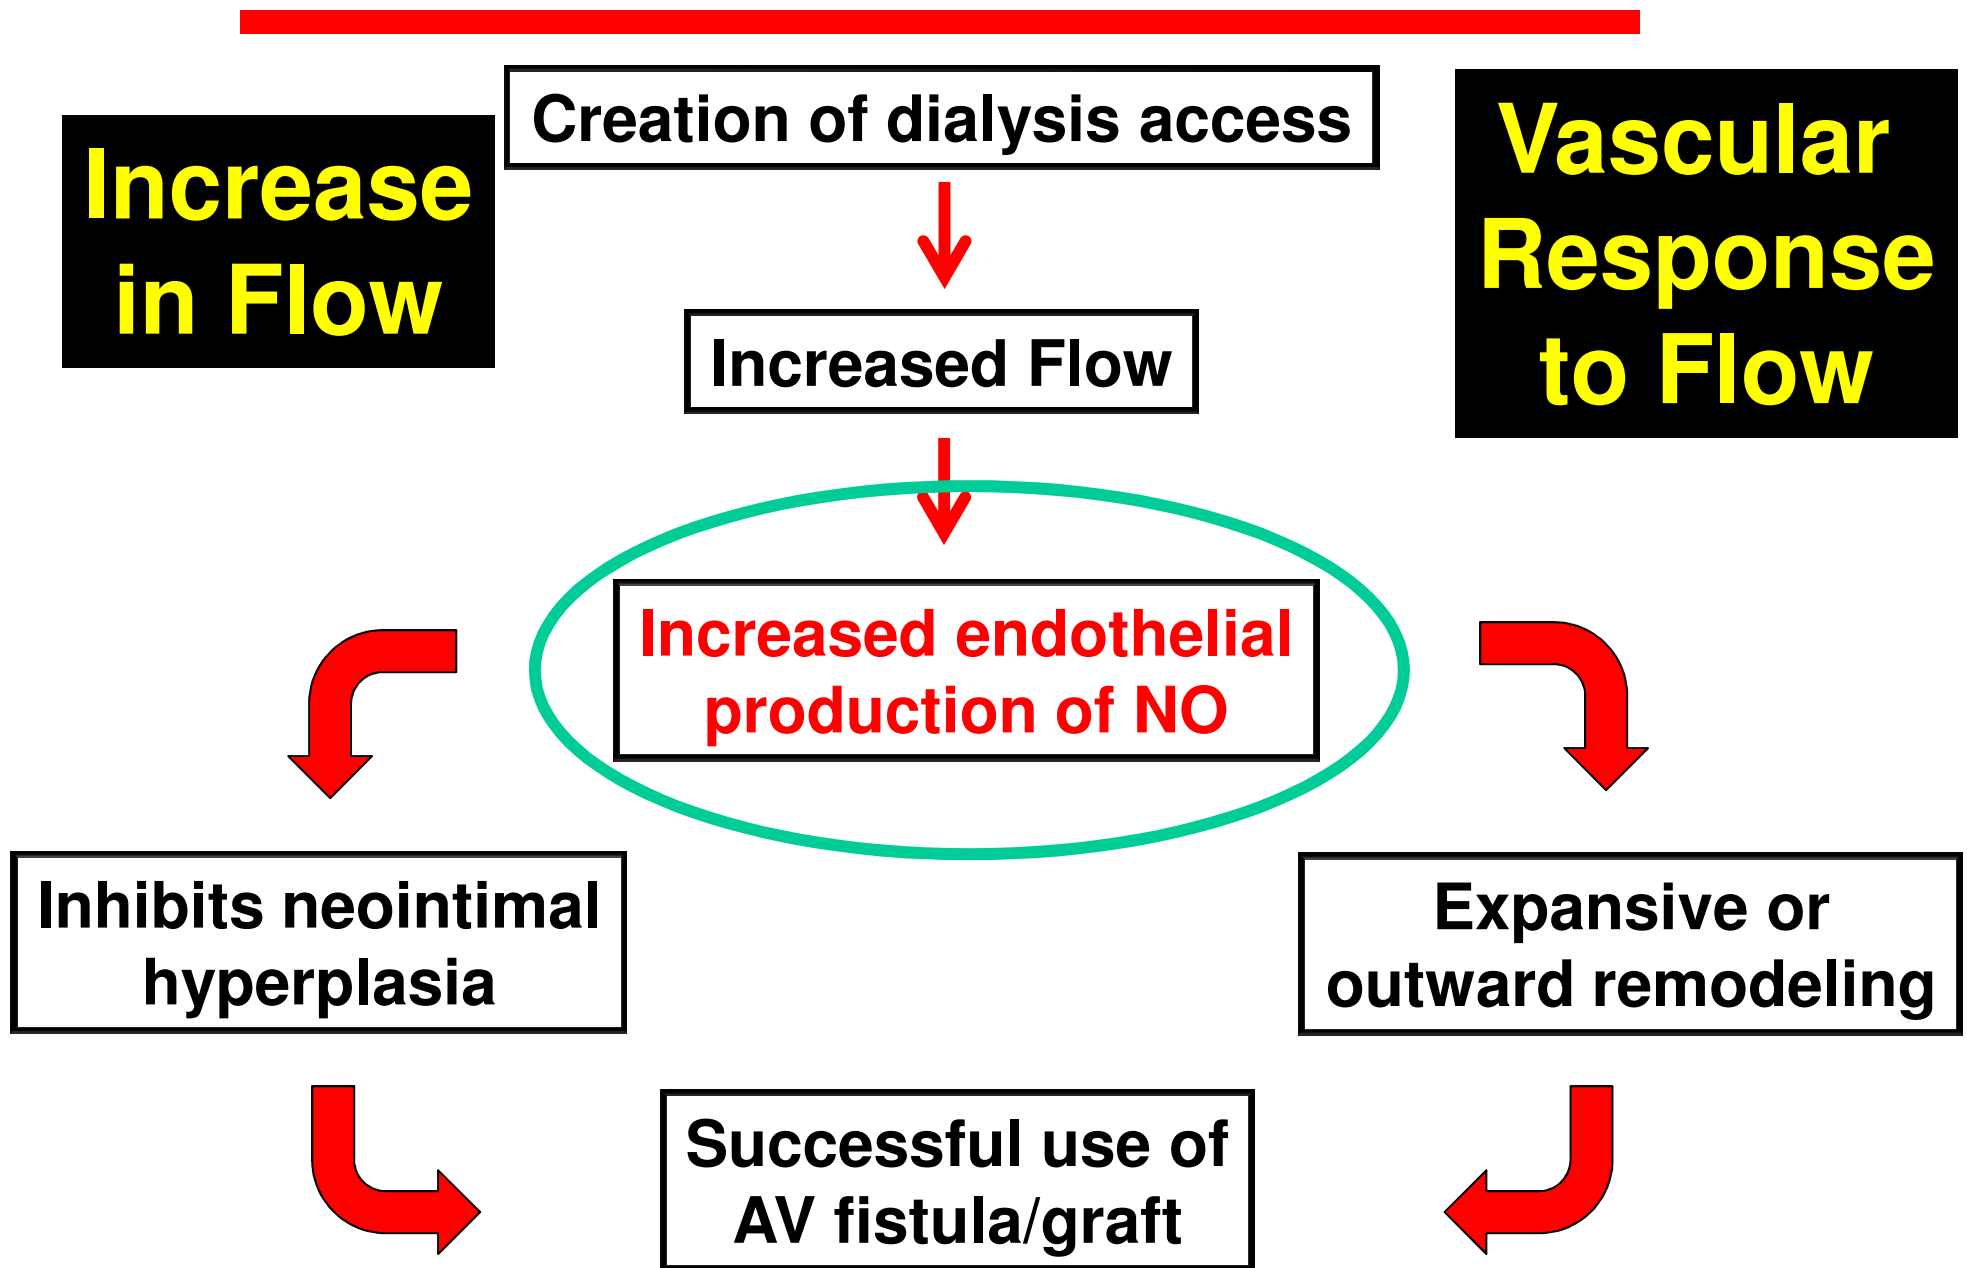 Creation of dialysis access
Increase
in Flow
Vascular
Response
to Flow
Increased Flow
Increased endothelial
production of NO
Inhibits neointimal
hyperplasia
Expansive or
outward remodeling
Successful use of
AV fistula/graft